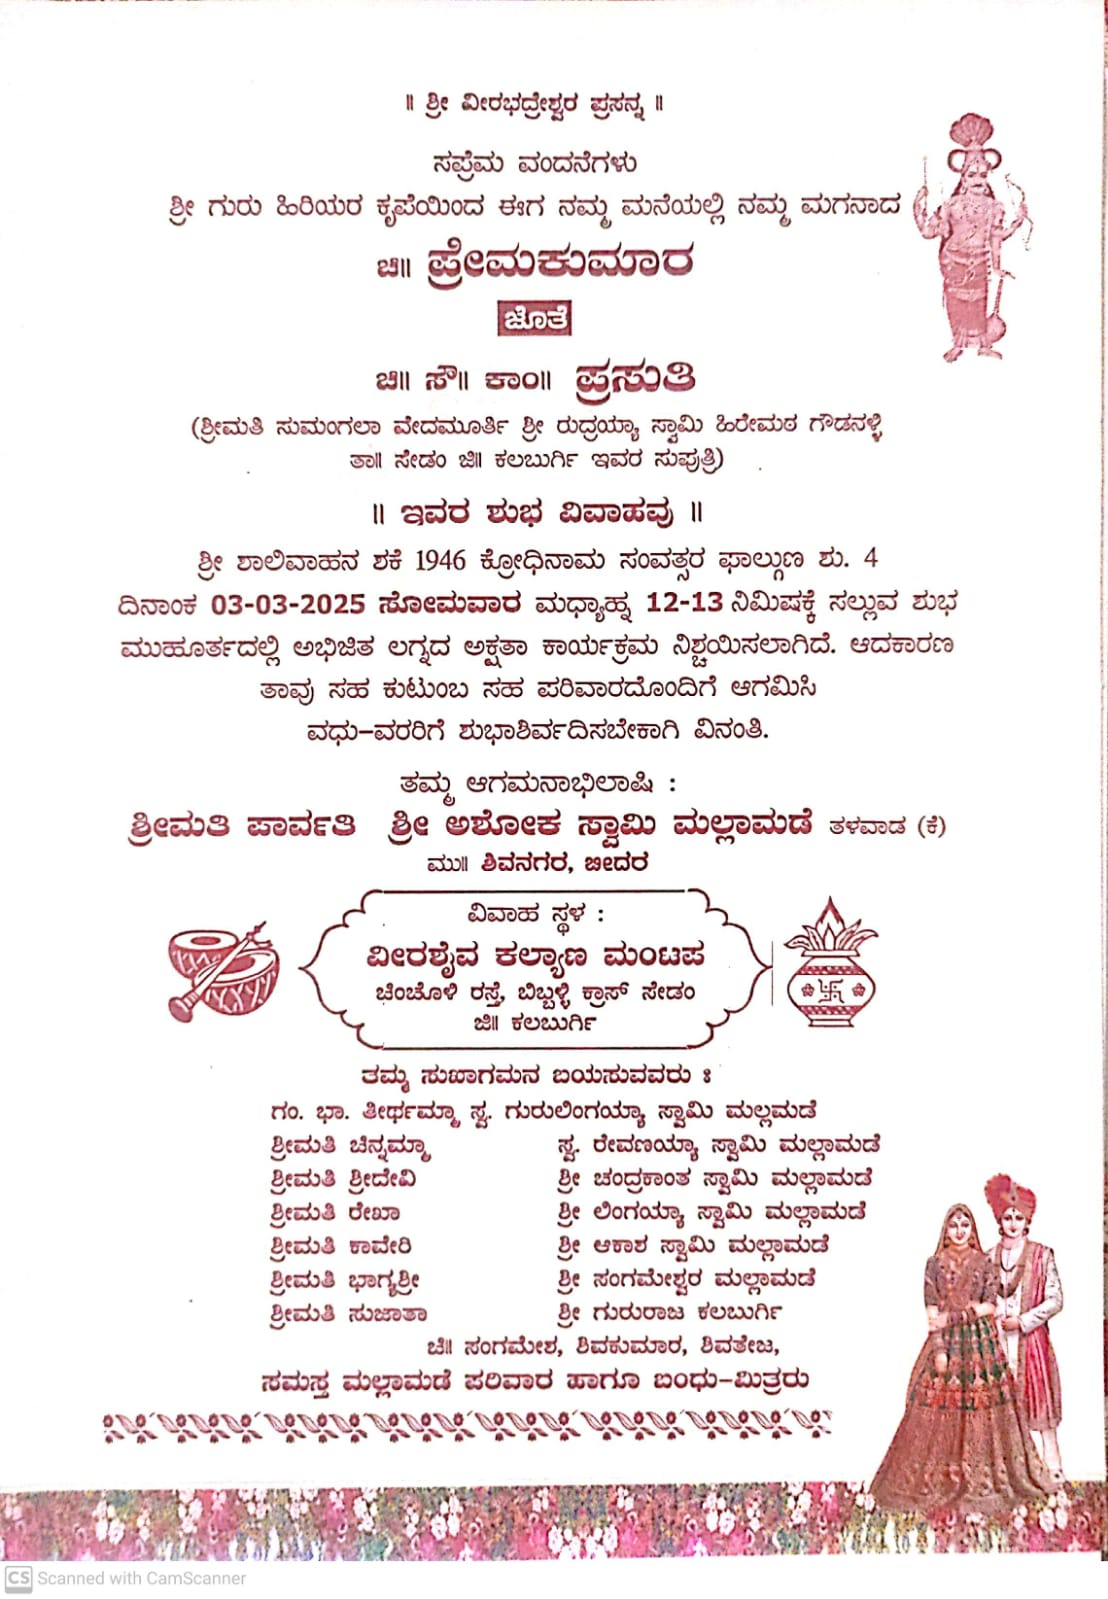 ॥ ಶ್ರೀ ವೀರಭದ್ರೇಶ್ವರ ಪ್ರಸನ್ನ ॥
ಸಪ್ರೆಮ ವಂದನೆಗಳು
ಶ್ರೀ ಗುರು ಹಿರಿಯರ ಕೃಪೆಯಿಂದ ಈಗ ನಮ್ಮ ಮನೆಯಲ್ಲಿ ನಮ್ಮ ಮಗನಾದ
ಚಿ॥ ಪ್ರೇಮಕುಮಾರ
ಜೊತೆ
ಚಿ॥ ಸೌ॥ ಕಾಂ॥ ಪ್ರಸುತಿ
(ಶ್ರೀಮತಿ ಸುಮಂಗಲಾ ವೇದಮೂರ್ತಿ ಶ್ರೀ ರುದ್ರಯ್ಯಾ ಸ್ವಾಮಿ ಹಿರೇಮಠ ಗೌಡನಳ್ಳಿ
ತಾ॥ ಸೇಡಂ ಜಿ॥ ಕಲಬುರ್ಗಿ ಇವರ ಸುಪುತ್ರಿ)
॥ ಇವರ ಶುಭ ವಿವಾಹವು ॥
ಶ್ರೀ ಶಾಲಿವಾಹನ ಶಕೆ 1946 ಕ್ರೋಧಿನಾಮ ಸಂವತ್ಸರ ಫಾಲ್ಗುಣ ಶು. 4
ದಿನಾಂಕ 03-03-2025 ಸೋಮವಾರ ಮಧ್ಯಾಹ್ನ 12-13 ನಿಮಿಷಕ್ಕೆ ಸಲ್ಲುವ ಶುಭ
ಮುಹೂರ್ತದಲ್ಲಿ ಅಭಿಜಿತ ಲಗ್ನದ ಅಕ್ಷತಾ ಕಾರ್ಯಕ್ರಮ ನಿಶ್ಚಯಿಸಲಾಗಿದೆ. ಆದಕಾರಣ
ತಾವು ಸಹ ಕುಟುಂಬ ಸಹ ಪರಿವಾರದೊಂದಿಗೆ ಆಗಮಿಸಿ
ವಧು-ವರರಿಗೆ ಶುಭಾಶಿರ್ವದಿಸಬೇಕಾಗಿ ವಿನಂತಿ.
ತಮ್ಮ ಆಗಮನಾಭಿಲಾಷಿ :
ಶ್ರೀಮತಿ ಪಾರ್ವತಿ ಶ್ರೀ ಅಶೋಕ ಸ್ವಾಮಿ ಮಲ್ಲಾಮಡೆ ತಳವಾಡ (ಕೆ)
ಮು॥ ಶಿವನಗರ, ಬೀದರ
ವಿವಾಹ ಸ್ಥಳ :
ವೀರಶೈವ ಕಲ್ಯಾಣ ಮಂಟಪ
ಚಿಂಚೊಳಿ ರಸ್ತೆ, ಬಿಬ್ಬಳ್ಳಿ ಕ್ರಾಸ್ ಸೇಡಂ
ಜಿ॥ ಕಲಬುರ್ಗಿ
ತಮ್ಮ ಸುಖಾಗಮನ ಬಯಸುವವರು :
ಗಂ. ಭಾ. ತೀರ್ಥಮ್ಮಾ ಸ್ವ. ಗುರುಲಿಂಗಯ್ಯಾ ಸ್ವಾಮಿ ಮಲ್ಲಮಡೆ
ಶ್ರೀಮತಿ ಚಿನ್ನಮ್ಮಾ ಸ್ವ. ರೇವಣಯ್ಯಾ ಸ್ವಾಮಿ ಮಲ್ಲಾಮಡೆ
ಶ್ರೀಮತಿ ಶ್ರೀದೇವಿ ಶ್ರೀ ಚಂದ್ರಕಾಂತ ಸ್ವಾಮಿ ಮಲ್ಲಾಮಡೆ
ಶ್ರೀಮತಿ ರೇಖಾ ಶ್ರೀ ಲಿಂಗಯ್ಯಾ ಸ್ವಾಮಿ ಮಲ್ಲಾಮಡೆ
ಶ್ರೀಮತಿ ಕಾವೇರಿ ಶ್ರೀ ಆಕಾಶ ಸ್ವಾಮಿ ಮಲ್ಲಾಮಡೆ
ಶ್ರೀಮತಿ ಭಾಗ್ಯಶ್ರೀ ಶ್ರೀ ಸಂಗಮೇಶ್ವರ ಮಲ್ಲಾಮಡೆ
ಶ್ರೀಮತಿ ಸುಜಾತಾ ಶ್ರೀ ಗುರುರಾಜ ಕಲಬುರ್ಗಿ
ಚಿ॥ ಸಂಗಮೇಶ, ಶಿವಕುಮಾರ, ಶಿವತೇಜ,
ಸಮಸ್ತ ಮಲ್ಲಾಮಡೆ ಪರಿವಾರ ಹಾಗೂ ಬಂಧು-ಮಿತ್ರರು
CS Scanned with CamScanner